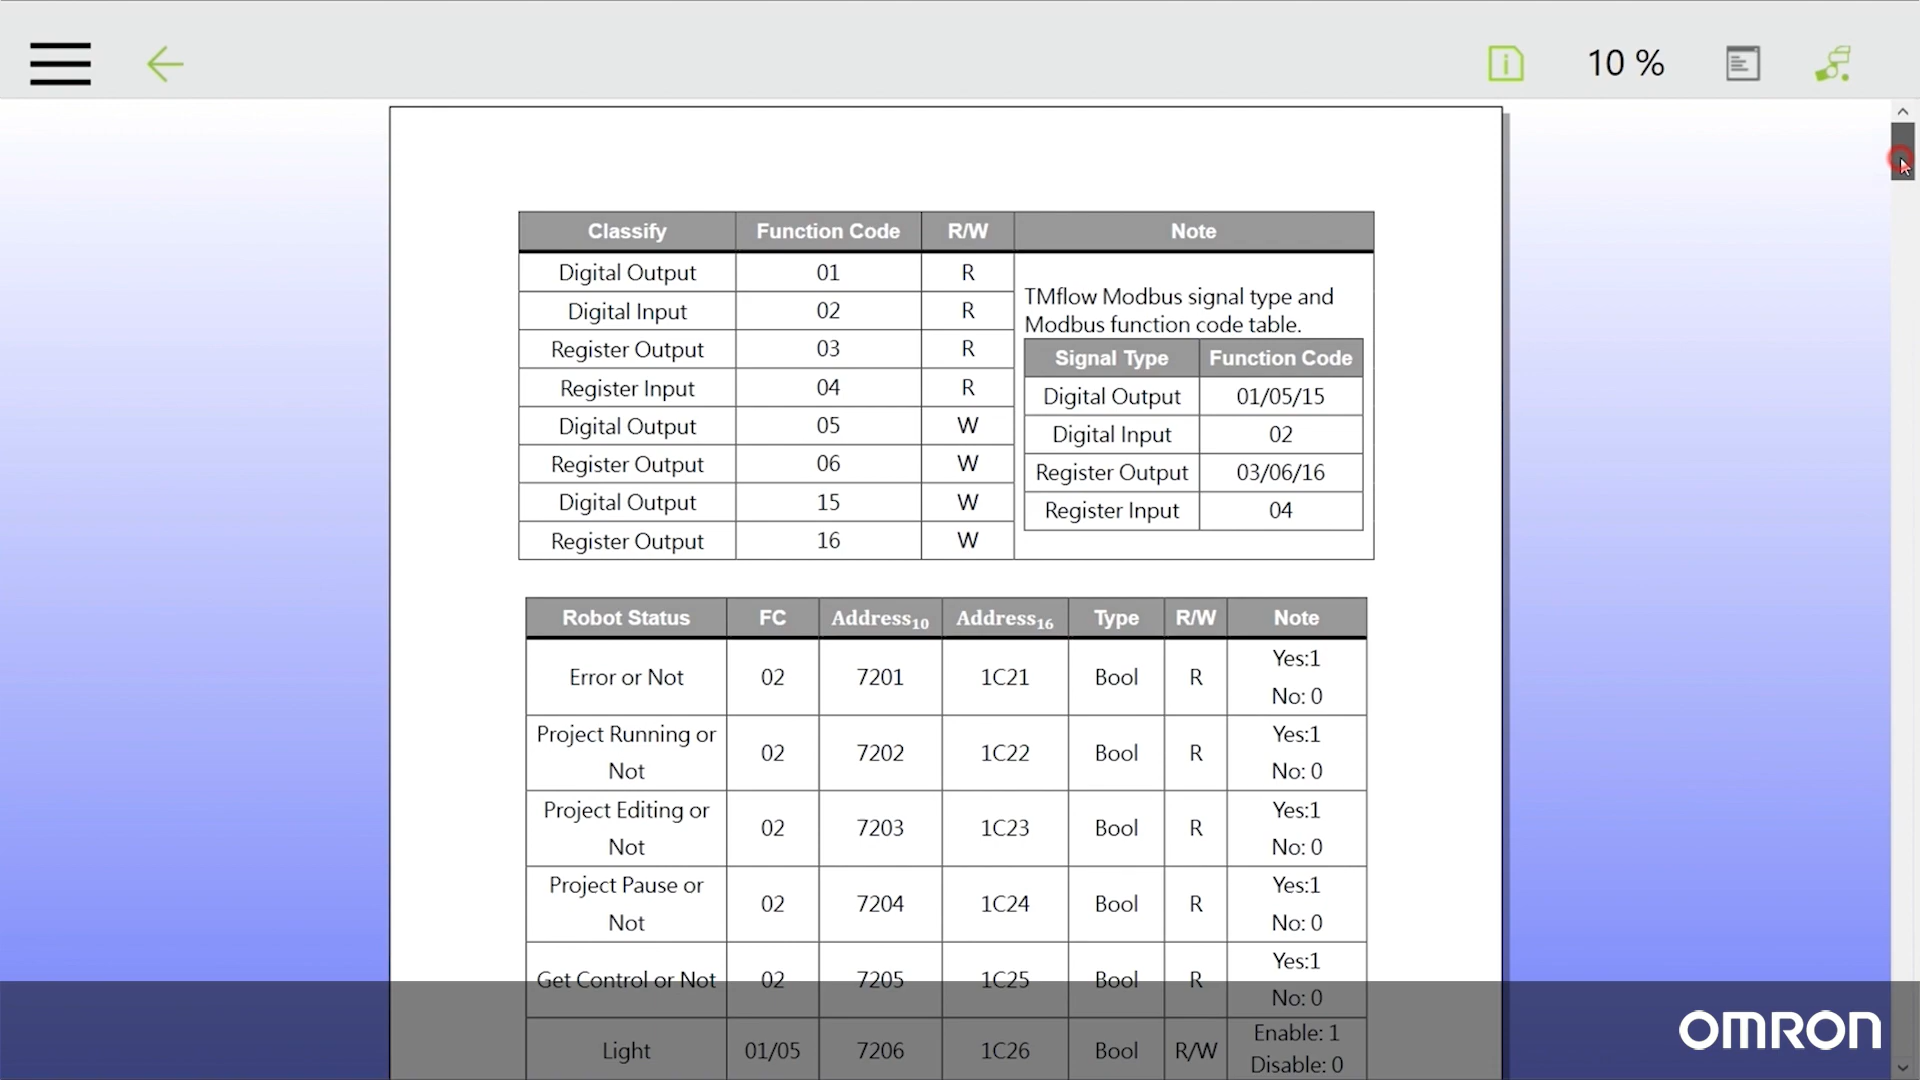 10 %
Classify Function Code R/W Note
Digital Output 01 R
Digital Input 02 R
Register Output 03 R
Register Input 04 R
Digital Output 05 W
Register Output 06 W
Digital Output 15 W
Register Output 16 W
TMflow Modbus signal type and
Modbus function code table.
Signal Type Function Code
Digital Output 01/05/15
Digital Input 02
Register Output 03/06/16
Register Input 04
Robot Status FC Address10 Address16 Type R/W Note
Error or Not 02 7201 1C21 Bool R Yes:1
No: 0
Project Running or
Not 02 7202 1C22 Bool R Yes:1
No: 0
Project Editing or
Not 02 7203 1C23 Bool R Yes:1
No: 0
Project Pause or
Not 02 7204 1C24 Bool R Yes:1
No: 0
Get Control or Not 02 7205 1C25 Bool R Yes:1
No: 0
Light 01/05 7206 1C26 Bool R/W Enable: 1
Disable: 0
OMRON